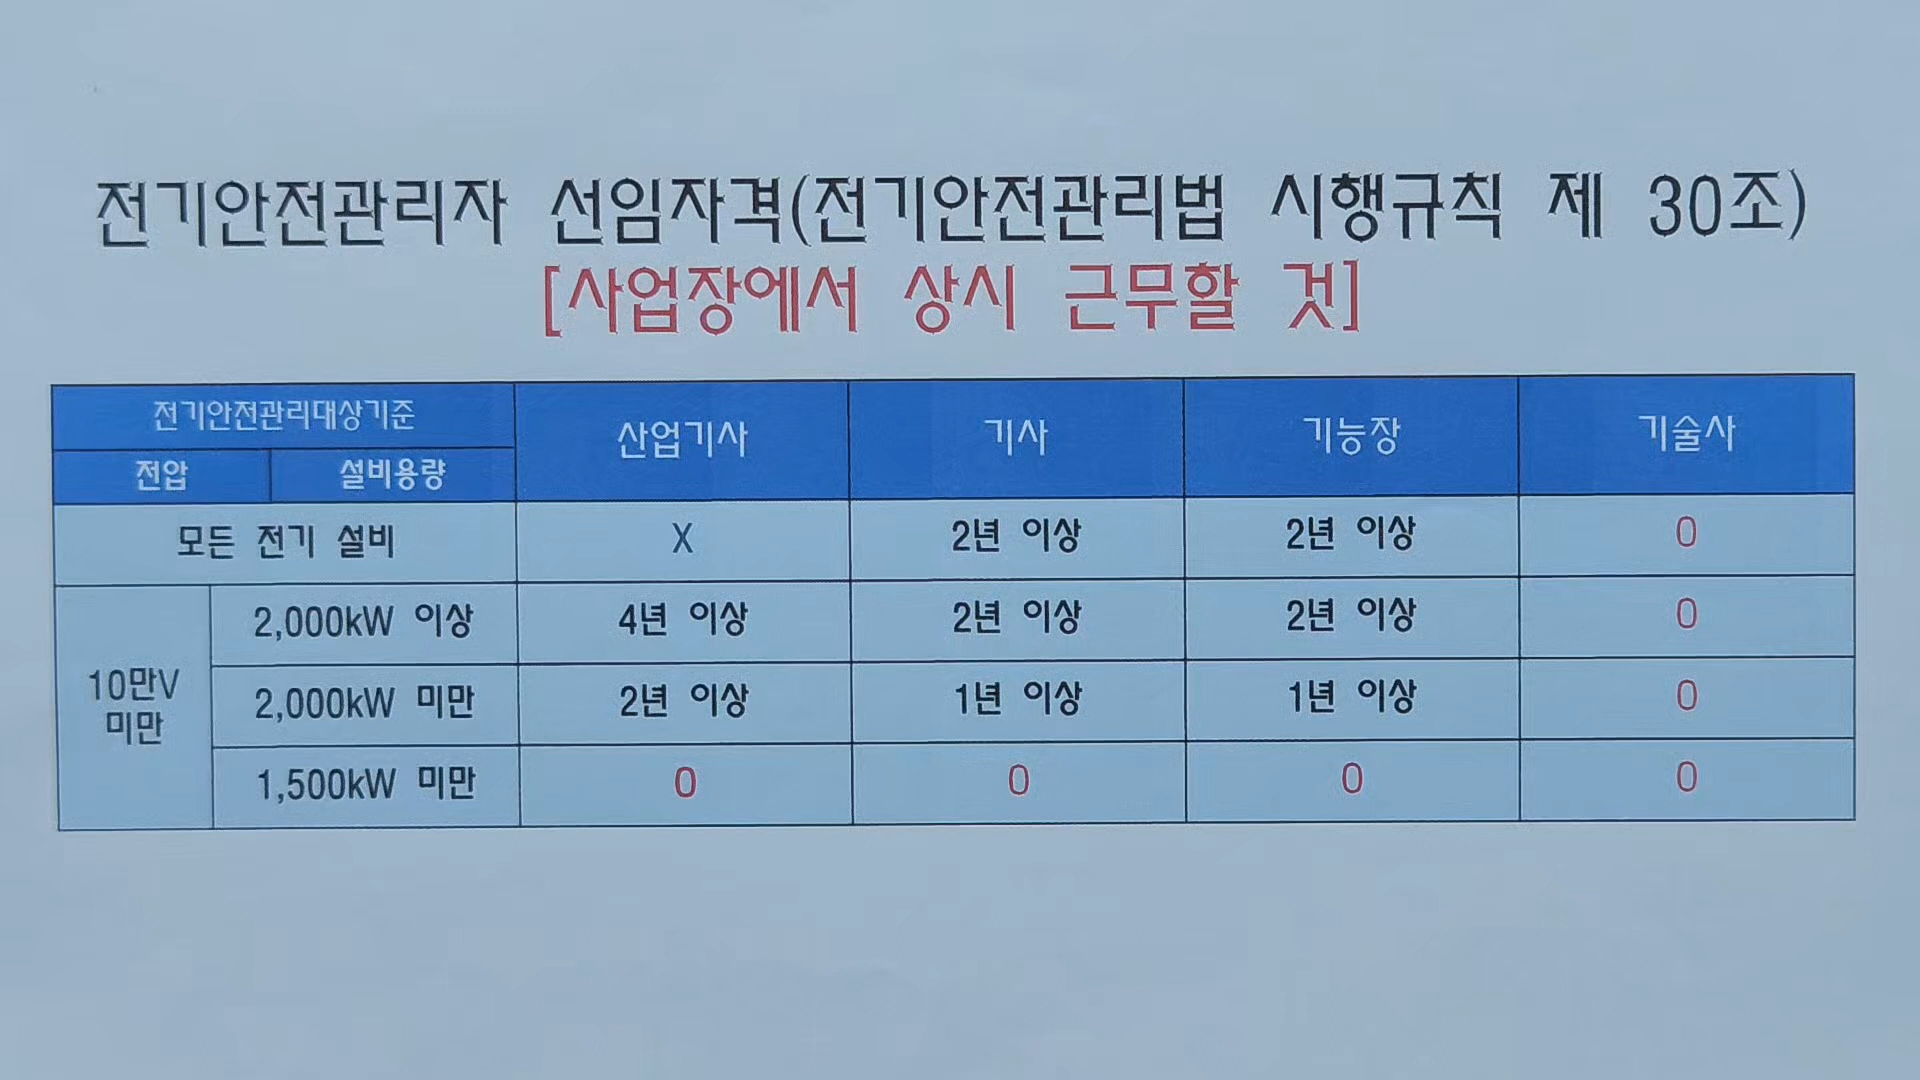 전기안전관리자 선임자격(전기안전관리법 시행규칙 제 30조)
[사업장에서 상시 근무할 것]
전기안전관리대상기준 산업기사 기사 기능장 기술사
전압 설비용량
모든 전기 설비 X 2년 이상 2년 이상 O
10만V 미만 2,000kW 이상 4년 이상 2년 이상 2년 이상 O
2,000kW 미만 2년 이상 1년 이상 1년 이상 O
1,500kW 미만 O O O O